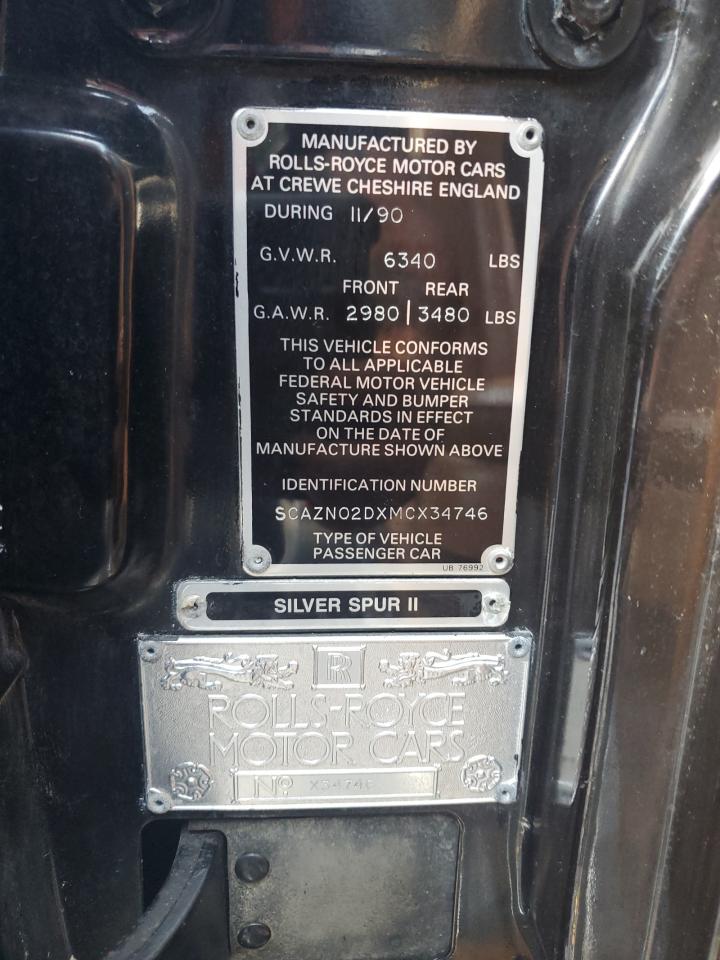 MANUFACTURED BY
ROLLS-ROYCE MOTOR CARS
AT CREWE CHESHIRE ENGLAND
DURING 11/90
G.V.W.R. 6340 LBS
FRONT REAR
G.A.W.R. 2980 | 3480 LBS
THIS VEHICLE CONFORMS
TO ALL APPLICABLE
FEDERAL MOTOR VEHICLE
SAFETY AND BUMPER
STANDARDS IN EFFECT
ON THE DATE OF
MANUFACTURE SHOWN ABOVE
IDENTIFICATION NUMBER
SCAZN02DXMCX34746
TYPE OF VEHICLE
PASSENGER CAR
UB 76992
SILVER SPUR II
RR
ROLLS-ROYCE
MOTOR CARS
Nº X34746